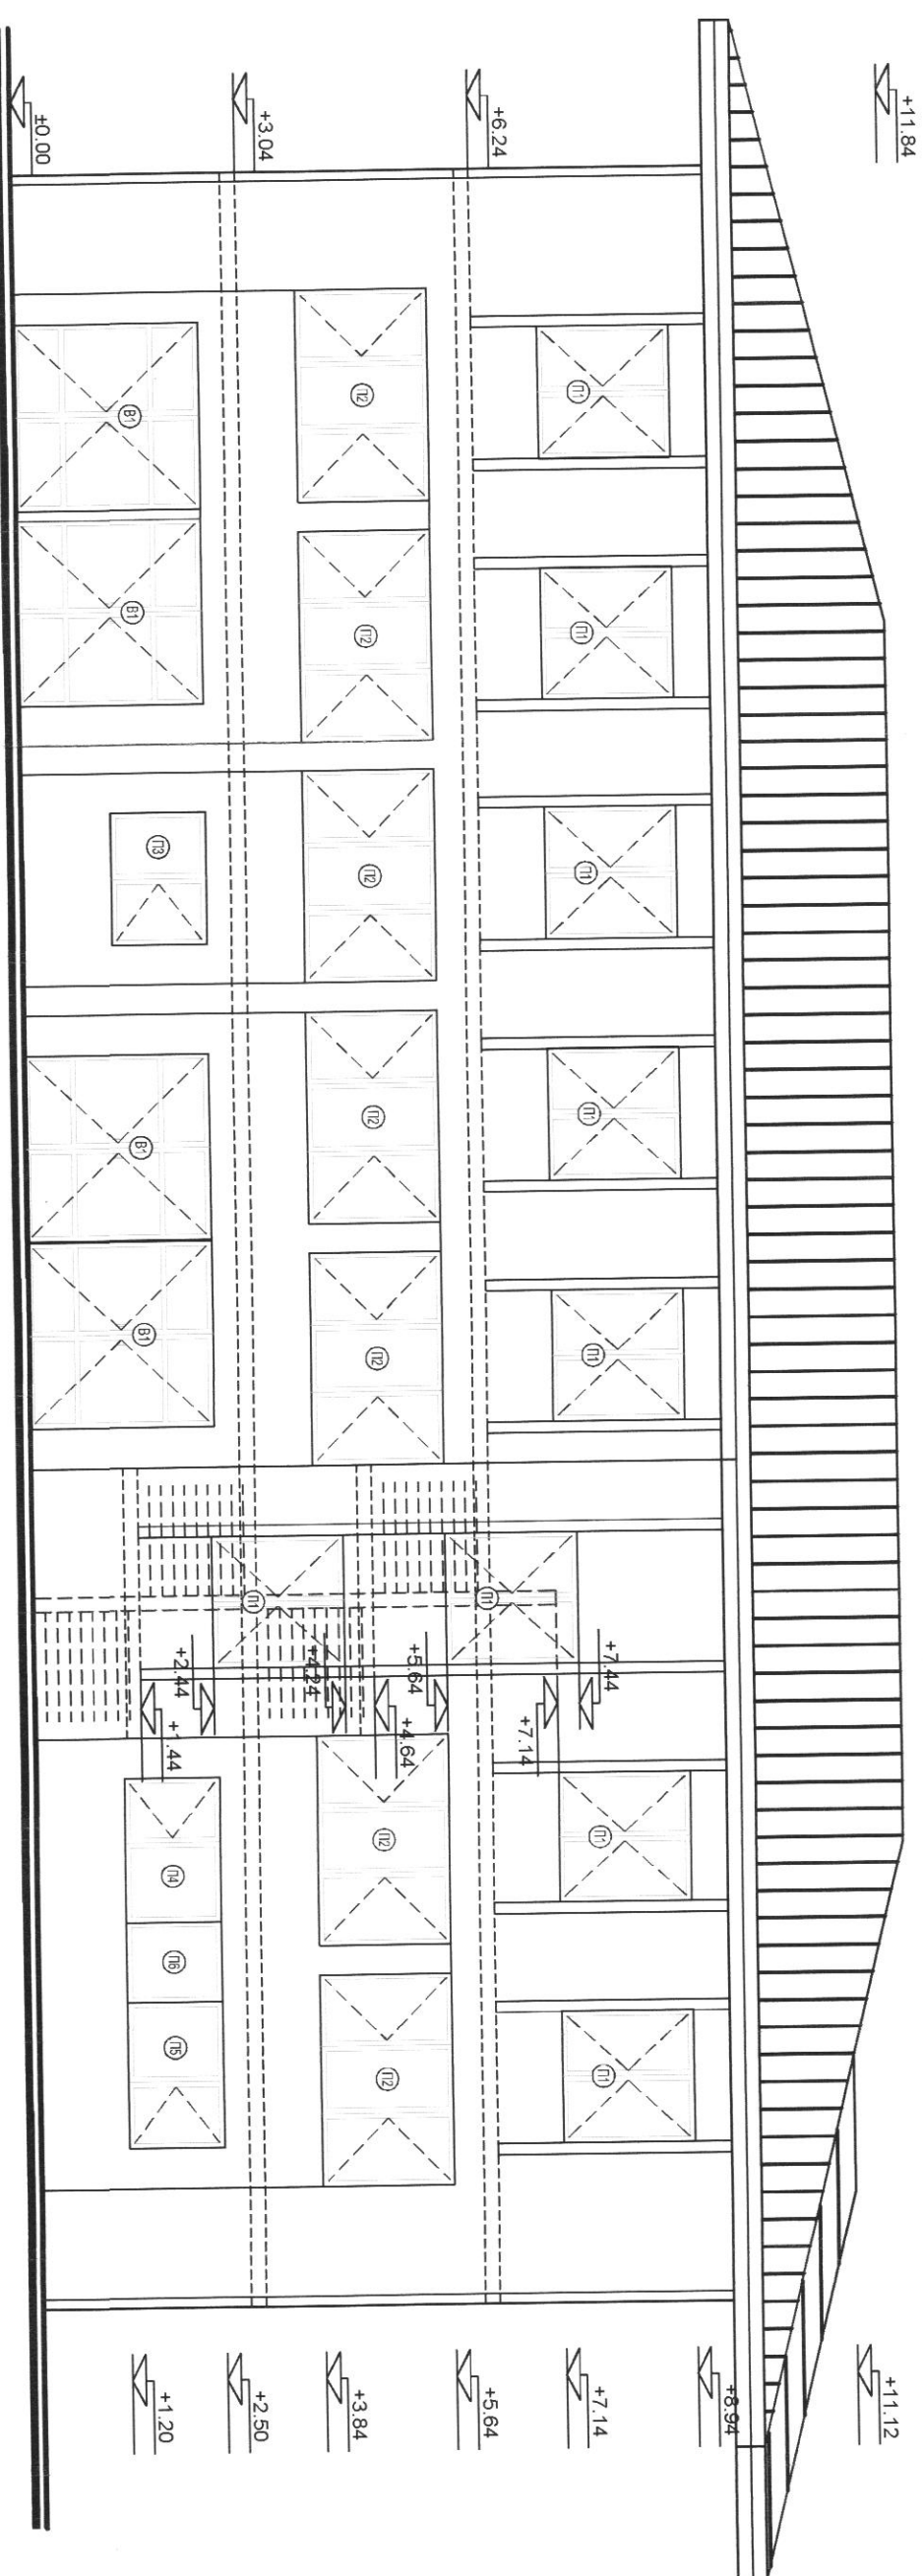 +11.84
+6.24
+3.04
±0.00
П1
П1
П1
П1
П1
П1
П1
П2
П2
П2
П2
П2
П2
П2
П1
П1
В1
В1
П3
В1
В1
П4
П6
П5
+7.44
+7.14
+5.64
+4.64
+4.24
+2.44
+1.44
+11.12
+8.94
+7.14
+5.64
+3.84
+2.50
+1.20